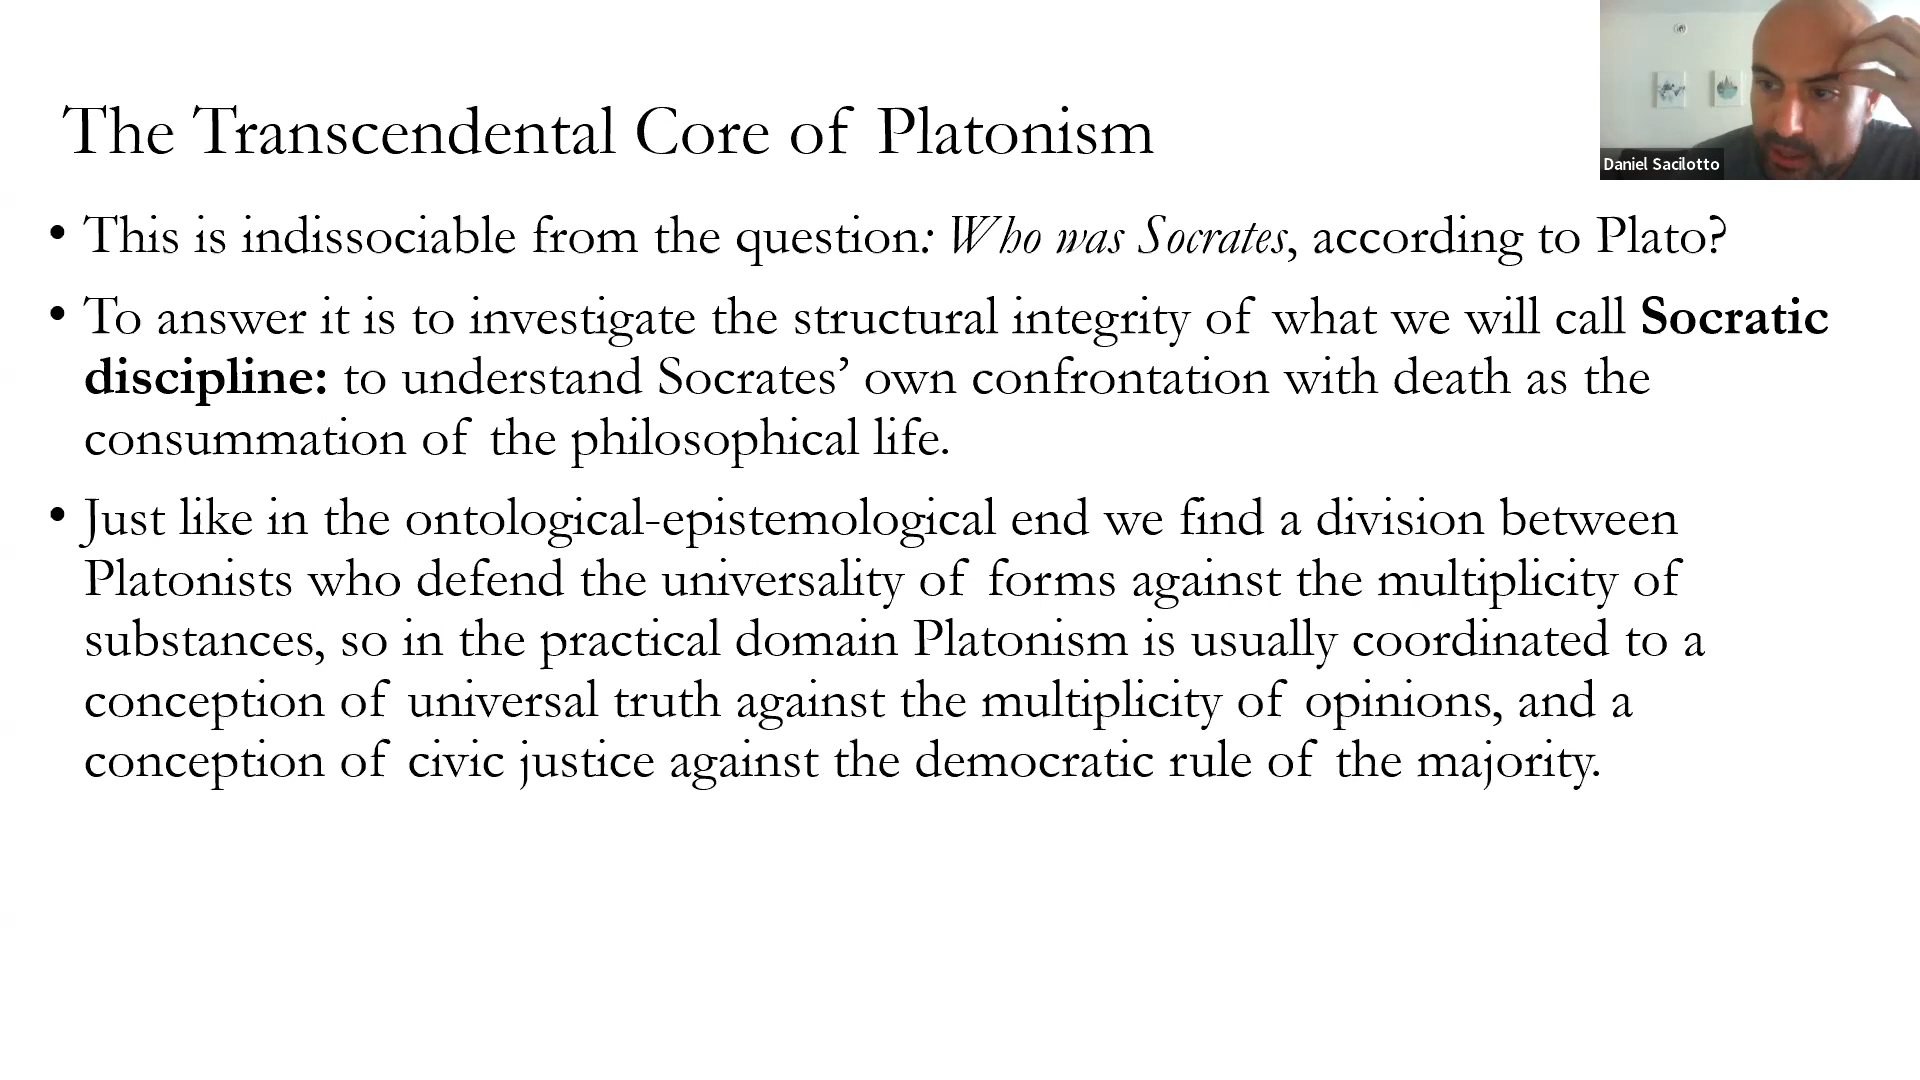 The Transcendental Core of Platonism
Daniel Sacilotto
• This is indissociable from the question: Who was Socrates, according to Plato?
• To answer it is to investigate the structural integrity of what we will call Socratic
discipline: to understand Socrates’ own confrontation with death as the
consummation of the philosophical life.
• Just like in the ontological-epistemological end we find a division between
Platonists who defend the universality of forms against the multiplicity of
substances, so in the practical domain Platonism is usually coordinated to a
conception of universal truth against the multiplicity of opinions, and a
conception of civic justice against the democratic rule of the majority.